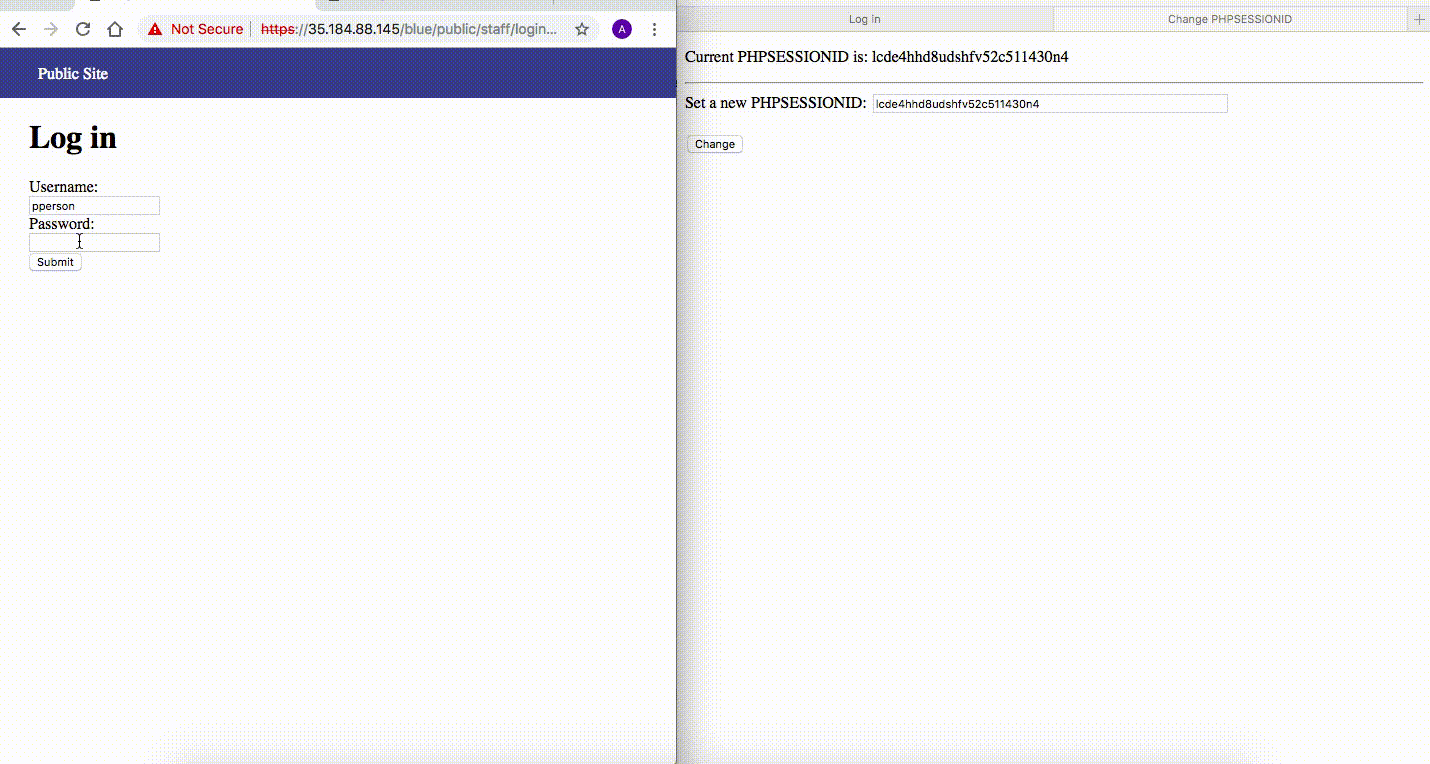 Not Secure
https://35.184.88.145/blue/public/staff/login...
A
Public Site
Log in
Username:
pperson
Password:
Submit
Log in
Change PHPSESSIONID
Current PHPSESSIONID is: lcde4hhd8udshfv52c511430n4
Set a new PHPSESSIONID: lcde4hhd8udshfv52c511430n4
Change